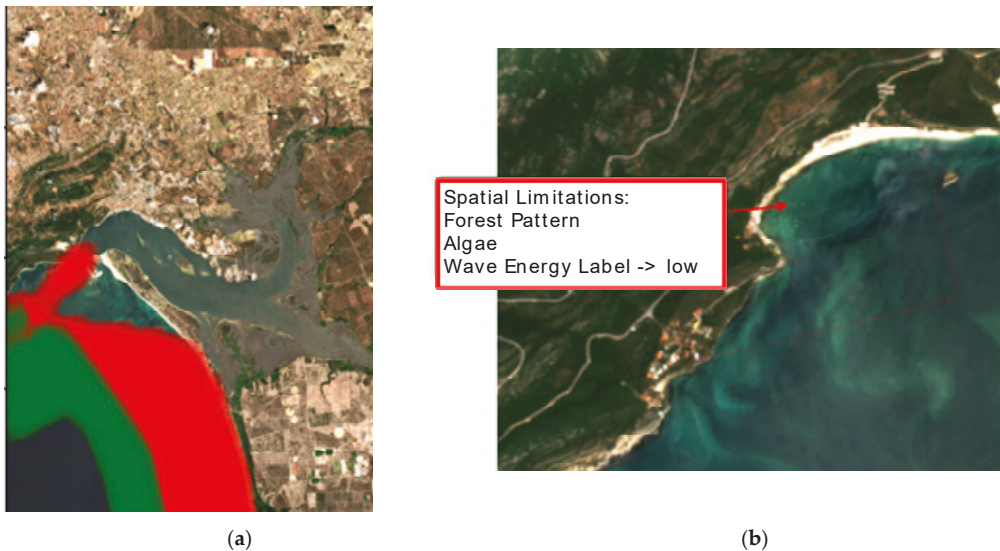 Spatial Limitations:
Forest Pattern
Algae
Wave Energy Label -> low
(a)
(b)